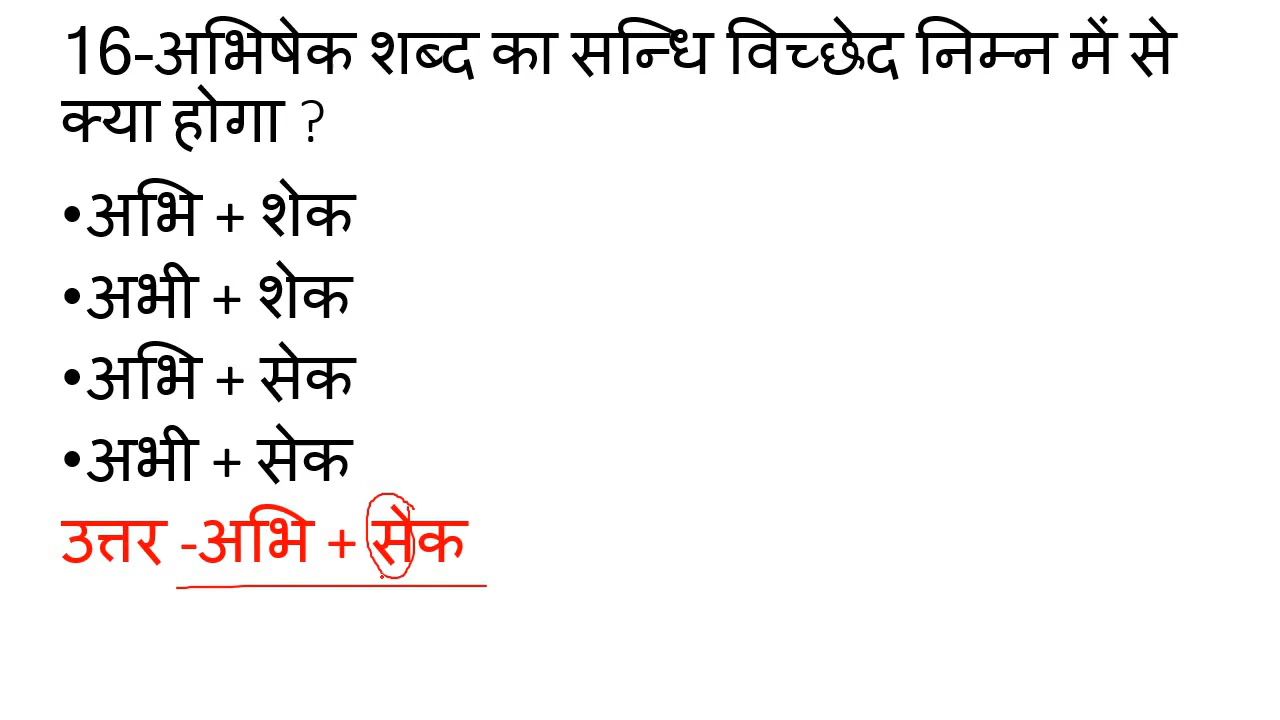 16-अभिषेक शब्द का सन्धि विच्छेद निम्न में से
क्या होगा ?
•अभि + शेक
•अभी + शेक
•अभि + सेक
•अभी + सेक
उत्तर -अभि + सेक